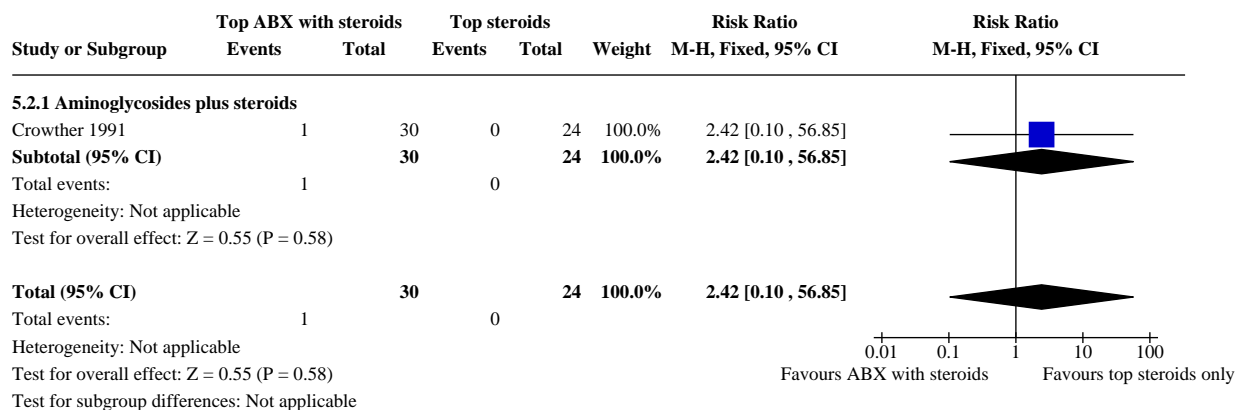 Top ABX with steroids Top steroids Risk Ratio Risk Ratio
Study or Subgroup Events Total Events Total Weight M-H, Fixed, 95% CI M-H, Fixed, 95% CI
5.2.1 Aminoglycosides plus steroids
Crowther 1991 1 30 0 24 100.0% 2.42 [0.10 , 56.85]
Subtotal (95% CI) 30 24 100.0% 2.42 [0.10 , 56.85]
Total events: 1 0
Heterogeneity: Not applicable
Test for overall effect: Z = 0.55 (P = 0.58)
Total (95% CI) 30 24 100.0% 2.42 [0.10 , 56.85]
Total events: 1 0
Heterogeneity: Not applicable 0.01 0.1 1 10 100
Test for overall effect: Z = 0.55 (P = 0.58) Favours ABX with steroids Favours top steroids only
Test for subgroup differences: Not applicable